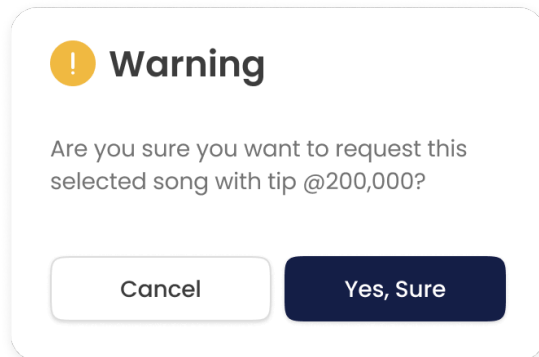 Warning
Are you sure you want to request this
selected song with tip @200,000?
Cancel
Yes, Sure